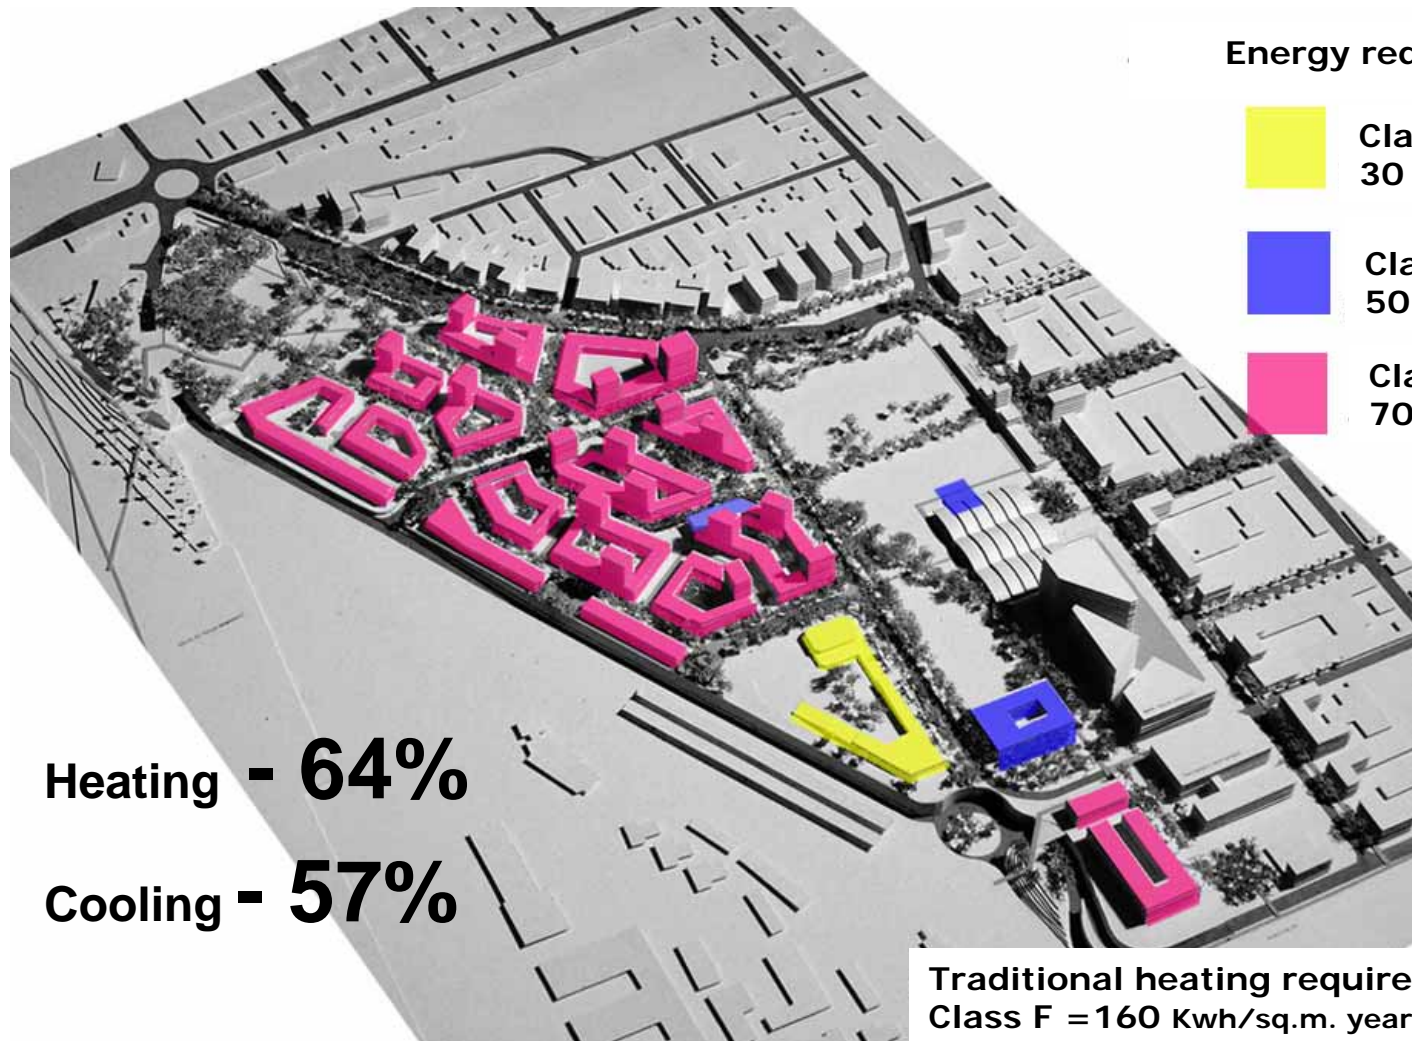 Energy req
Cla
30
Cla
50
Cla
70
Heating - 64%
Cooling - 57%
Traditional heating require
Class F =160 Kwh/sq.m. year